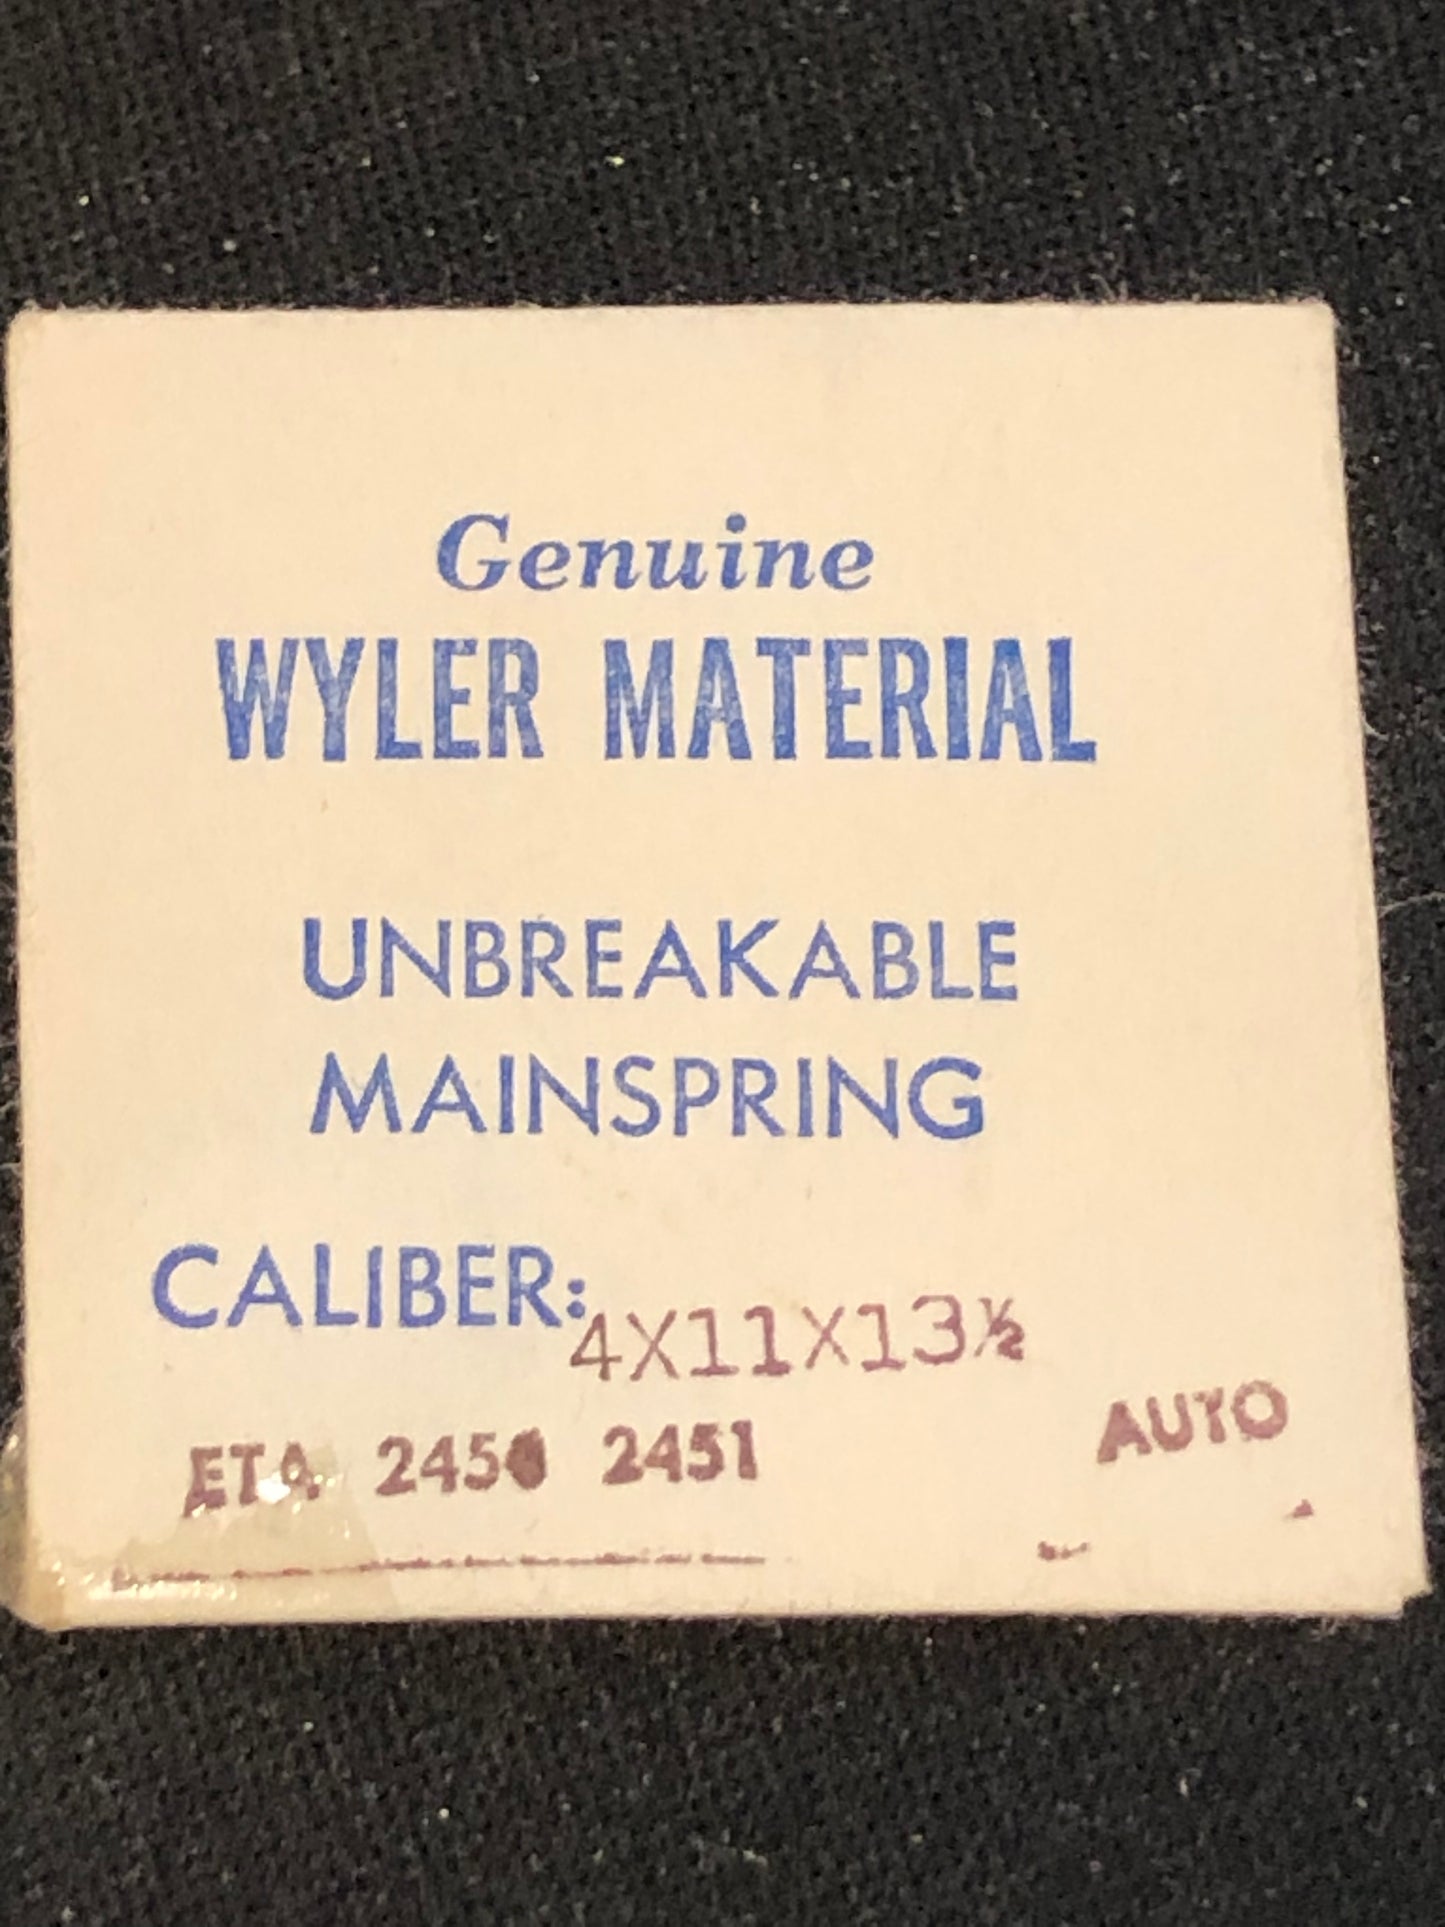 Genuine
WYLER MATERIAL
UNBREAKABLE
MAINSPRING
CALIBER: 4X11X13½
ETA 2450 2451 AUTO